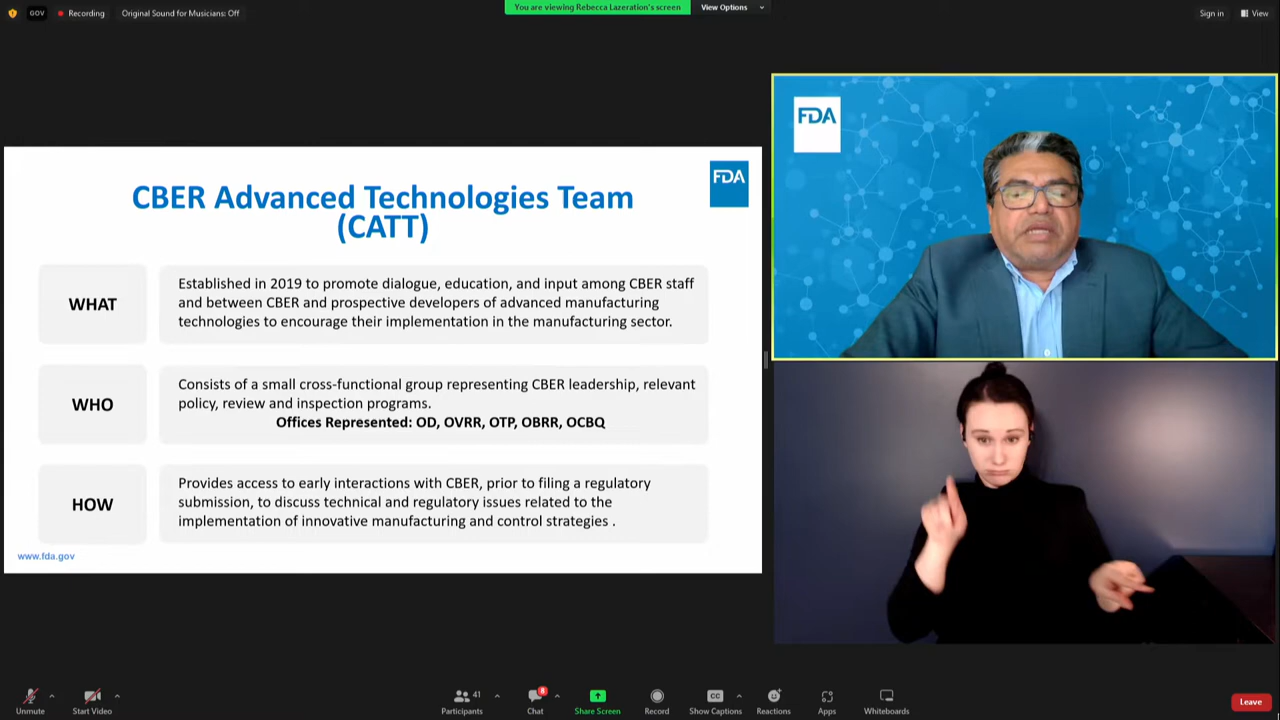 GOV
Recording
Original Sound for Musicians: Off
You are viewing Rebecca Lazeration's screen
View Options
Sign in
View
FDA
FDA
CBER Advanced Technologies Team
(CATT)
WHAT
Established in 2019 to promote dialogue, education, and input among CBER staff
and between CBER and prospective developers of advanced manufacturing
technologies to encourage their implementation in the manufacturing sector.
WHO
Consists of a small cross-functional group representing CBER leadership, relevant
policy, review and inspection programs.
Offices Represented: OD, OVRR, OTP, OBRR, OCBQ
HOW
Provides access to early interactions with CBER, prior to filing a regulatory
submission, to discuss technical and regulatory issues related to the
implementation of innovative manufacturing and control strategies .
www.fda.gov
Unmute
Start Video
41
Participants
8
Chat
Share Screen
Record
CC
Show Captions
Reactions
Apps
Whiteboards
Leave